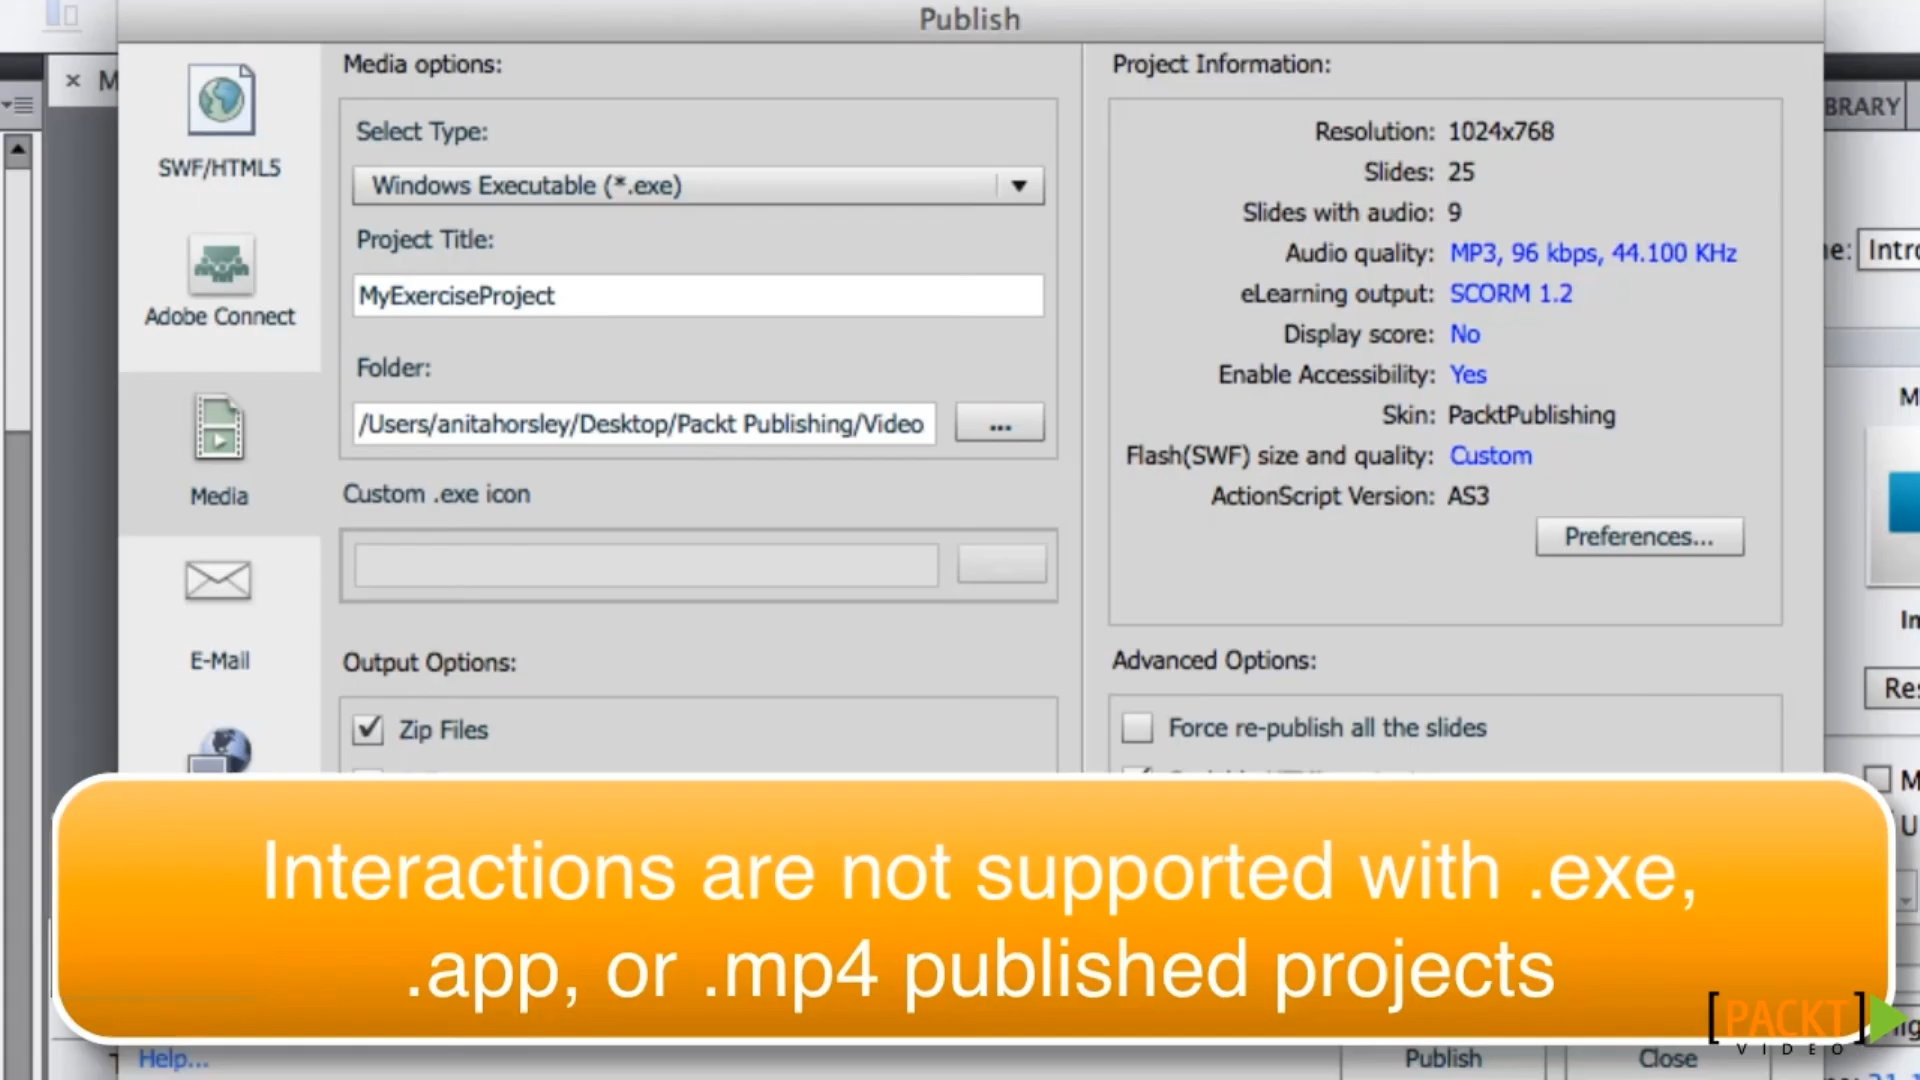 Publish
M
SWF/HTML5
Adobe Connect
Media
E-Mail
Media options:
Select Type:
Windows Executable (*.exe)
Project Title:
MyExerciseProject
Folder:
/Users/anitahorsley/Desktop/Packt Publishing/Video
...
Custom .exe icon
Output Options:
Zip Files
Project Information:
Resolution: 1024x768
Slides: 25
Slides with audio: 9
Audio quality: MP3, 96 kbps, 44.100 KHz
eLearning output: SCORM 1.2
Display score: No
Enable Accessibility: Yes
Skin: PacktPublishing
Flash(SWF) size and quality: Custom
ActionScript Version: AS3
Preferences...
Advanced Options:
Force re-publish all the slides
BRARY
e: Intro
M
In
Res
M
U
Interactions are not supported with .exe,
.app, or .mp4 published projects
[PACKT]
VIDEO
Help...
Publish
Close